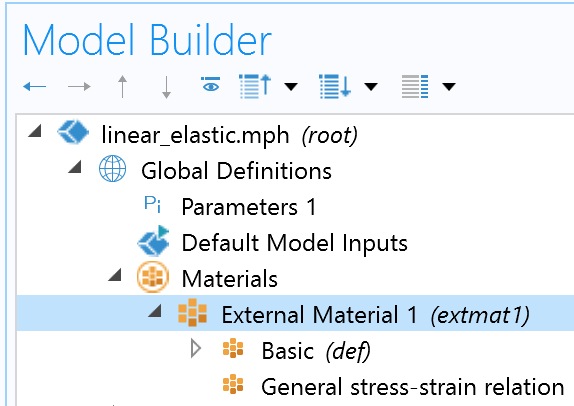 Model Builder
linear_elastic.mph (root)
Global Definitions
Pi Parameters 1
Default Model Inputs
Materials
External Material 1 (extmat1)
Basic (def)
General stress-strain relation